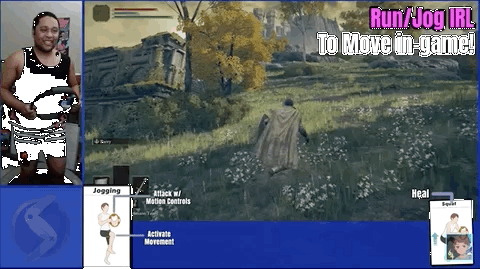 Run/Jog IRL
To Move in-game!
Jogging
Attack w/
Motion Controls
Activate
Movement
Heal
Squat